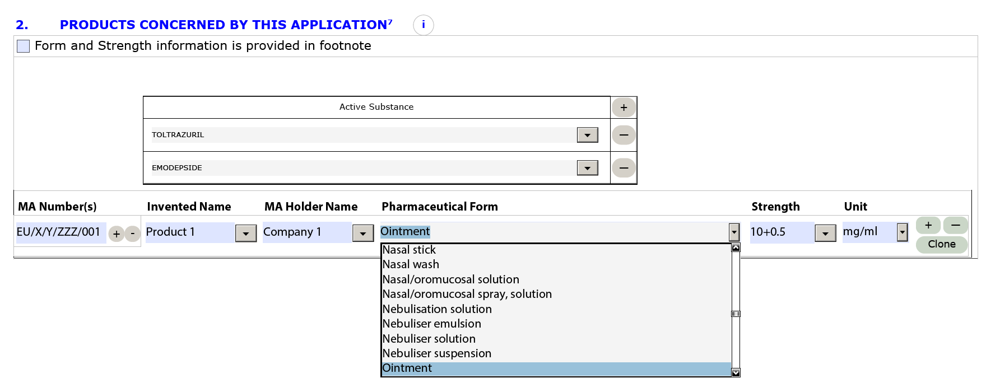 2. PRODUCTS CONCERNED BY THIS APPLICATION⁷ i
Form and Strength information is provided in footnote
Active Substance +
TOLTRAZURIL —
EMODEPSIDE —
MA Number(s) Invented Name MA Holder Name Pharmaceutical Form Strength Unit
EU/X/Y/ZZZ/001 + - Product 1 Company 1 Ointment 10+0.5 mg/ml + —
Clone
Nasal stick
Nasal wash
Nasal/oromucosal solution
Nasal/oromucosal spray, solution
Nebulisation solution
Nebuliser emulsion
Nebuliser solution
Nebuliser suspension
Ointment